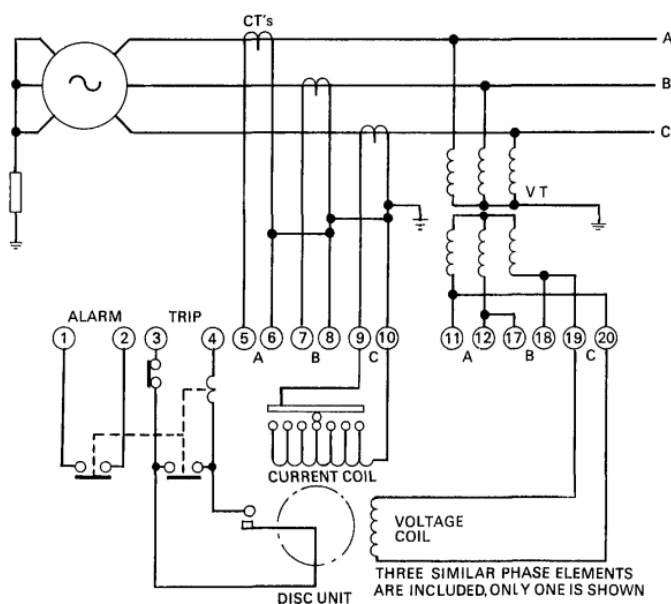 CT's
A
B
C
V T
ALARM
TRIP
1 2 3 4 5 6 7 8 9 10 11 12 17 18 19 20
A B C A B C
CURRENT COIL
VOLTAGE
COIL
DISC UNIT
THREE SIMILAR PHASE ELEMENTS
ARE INCLUDED, ONLY ONE IS SHOWN